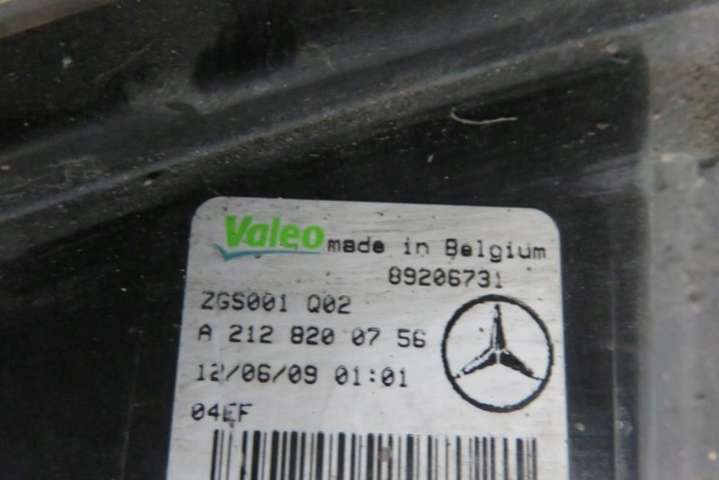 Valeo made in Belgium
89206731
ZGS001 Q02
A 212 820 07 56
12/06/09 01:01
04EF